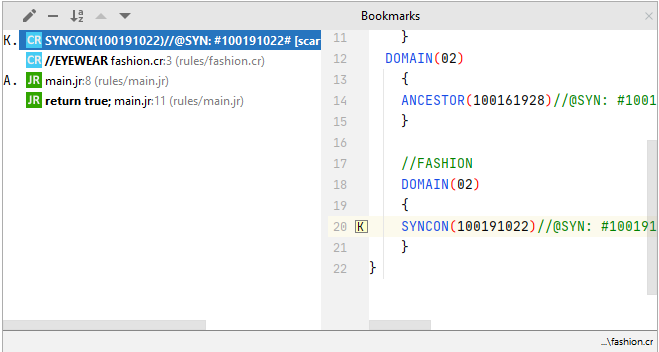 Bookmarks
K. CR SYNCON(100191022)//@SYN: #100191022# [scar
CR //EYEWEAR fashion.cr:3 (rules/fashion.cr)
A. JR main.jr:8 (rules/main.jr)
JR return true; main.jr:11 (rules/main.jr)
11 }
12 DOMAIN(02)
13 {
14 ANCESTOR(100161928)//@SYN: #1001
15 }
16
17 //FASHION
18 DOMAIN(02)
19 {
20 K SYNCON(100191022)//@SYN: #100191
21 }
22 }
...\fashion.cr